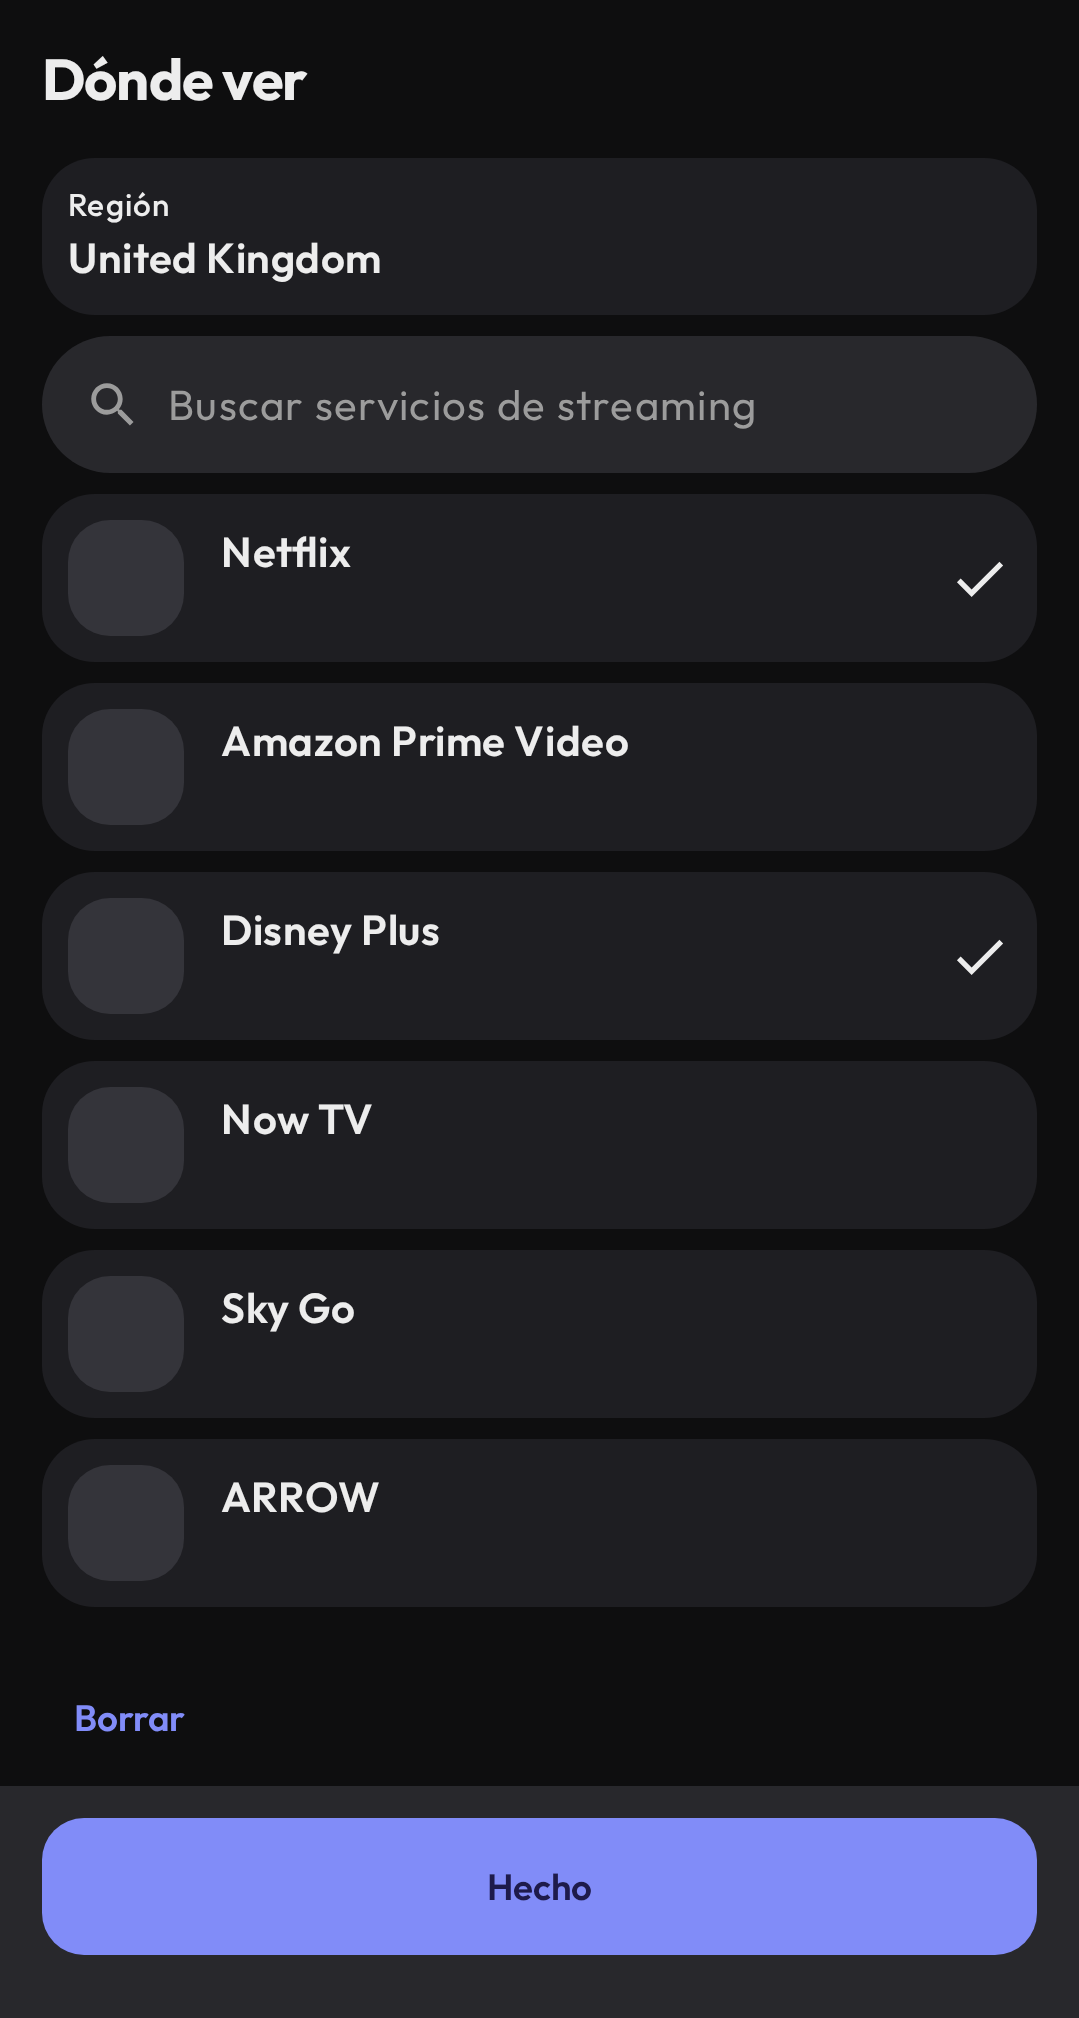 Dónde ver
Región
United Kingdom
Buscar servicios de streaming
Netflix
Amazon Prime Video
Disney Plus
Now TV
Sky Go
ARROW
Borrar
Hecho